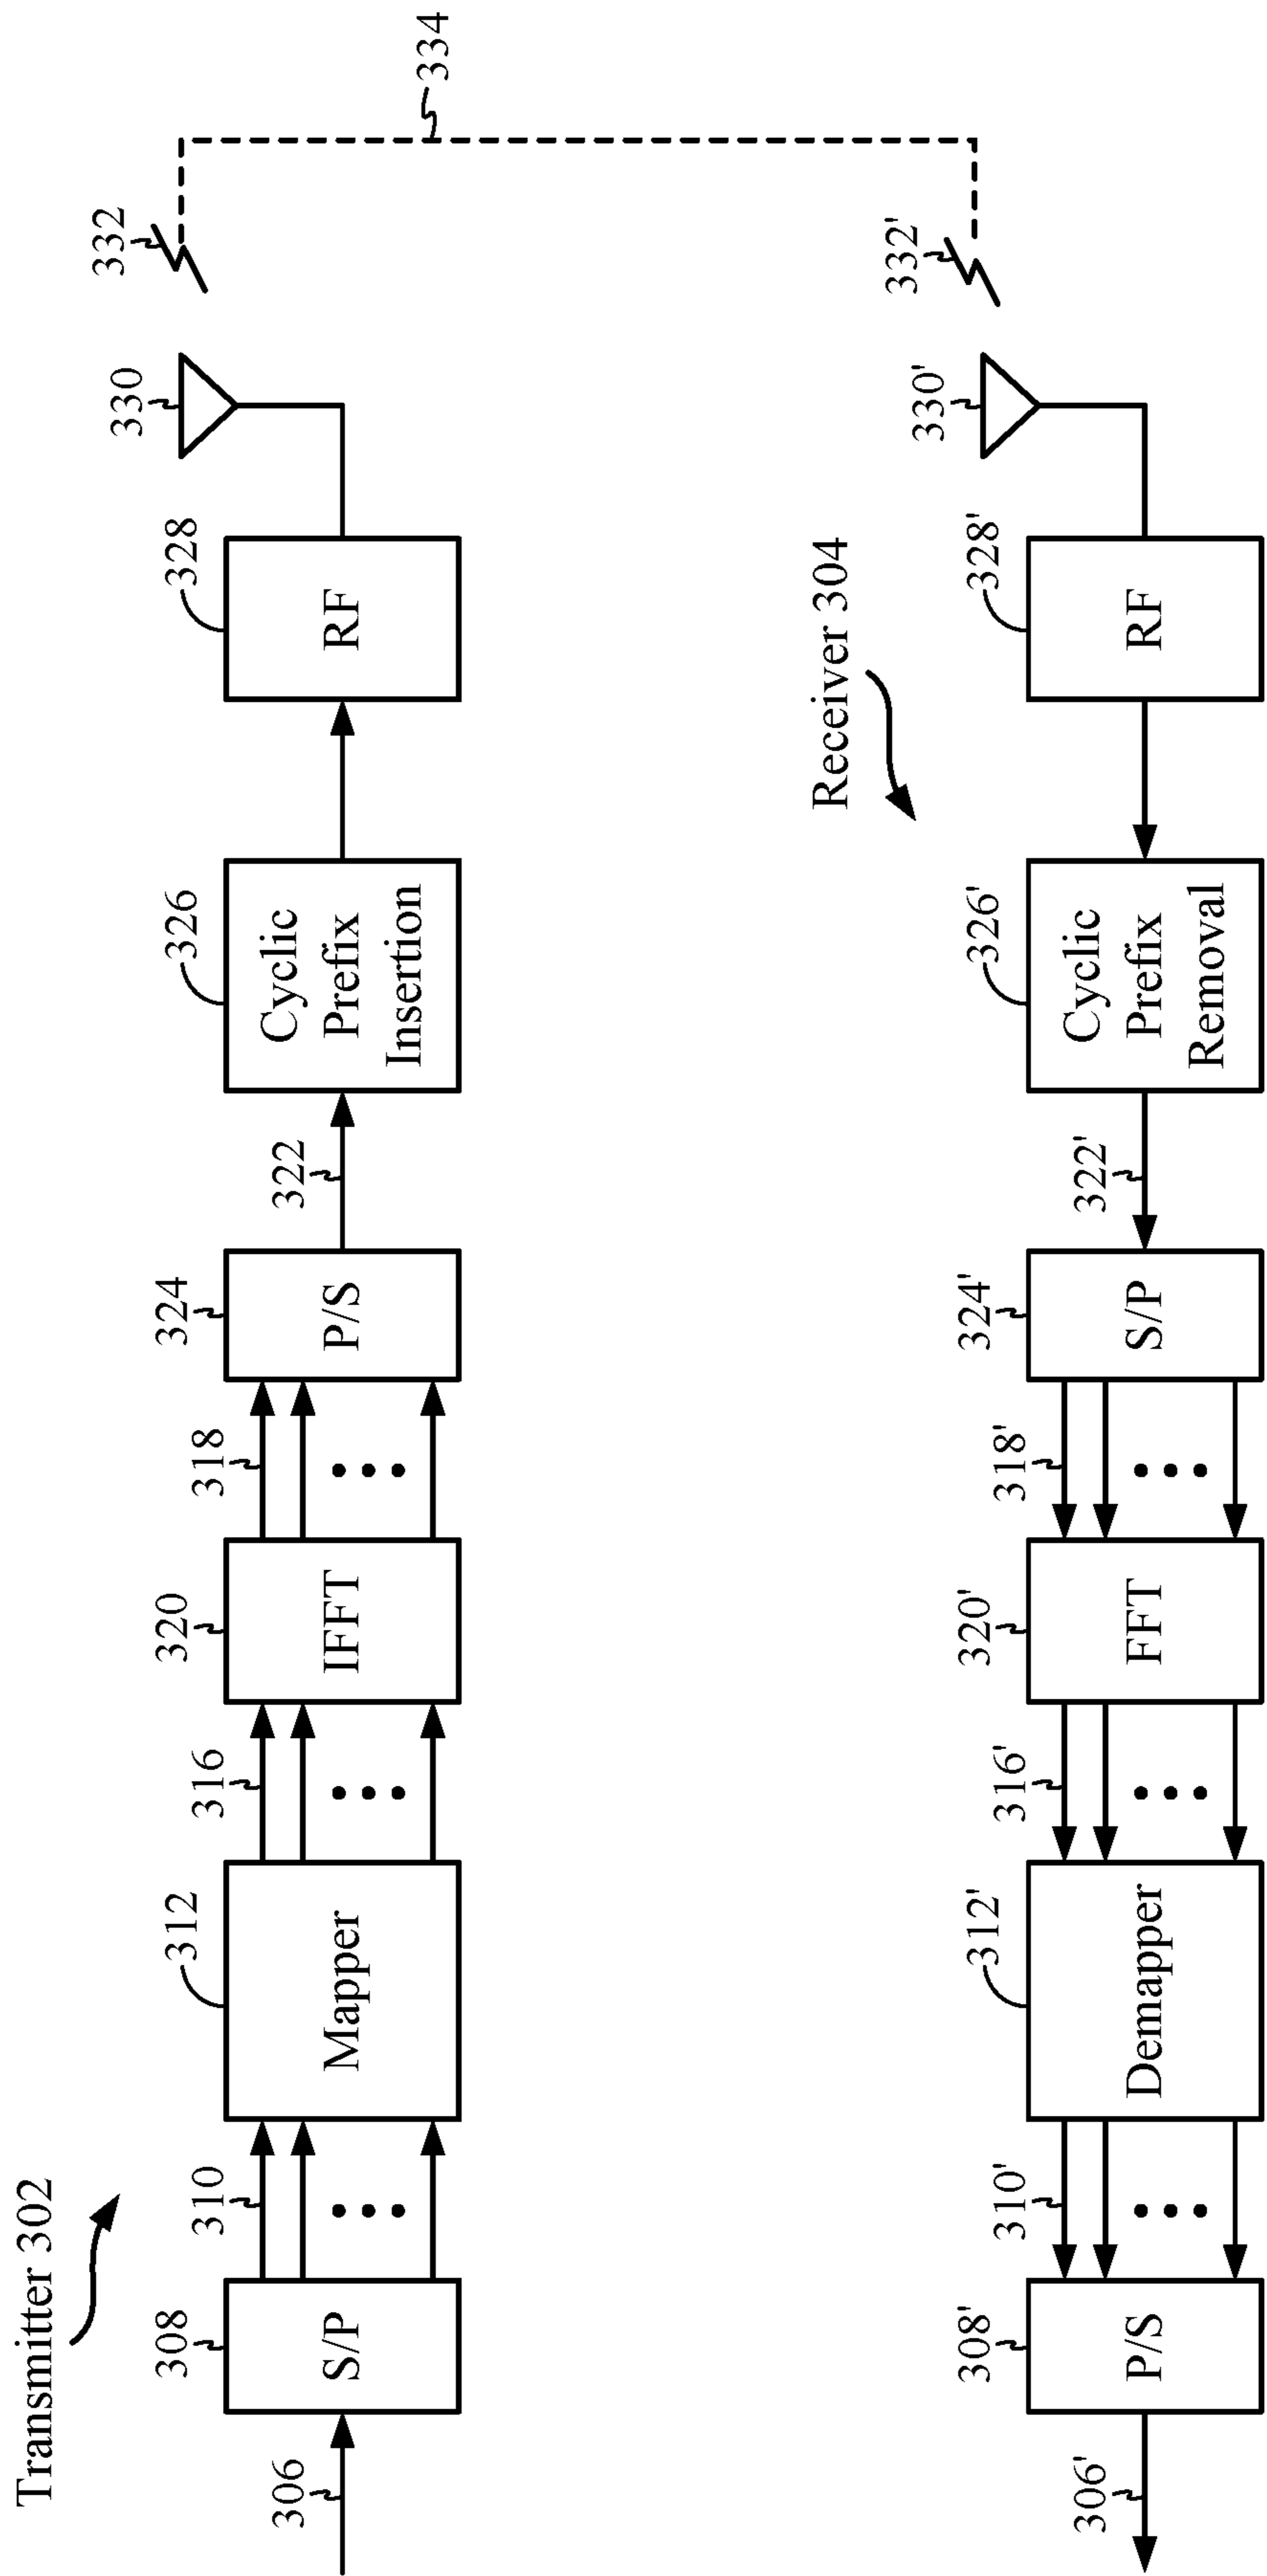 Transmitter 302
306
308
S/P
310
312
Mapper
316
320
IFFT
318
324
P/S
322
326
Cyclic
Prefix
Insertion
328
RF
330
332
334
Receiver 304
306'
308'
P/S
310'
312'
Demapper
316'
320'
FFT
318'
324'
S/P
322'
326'
Cyclic
Prefix
Removal
328'
RF
330'
332'